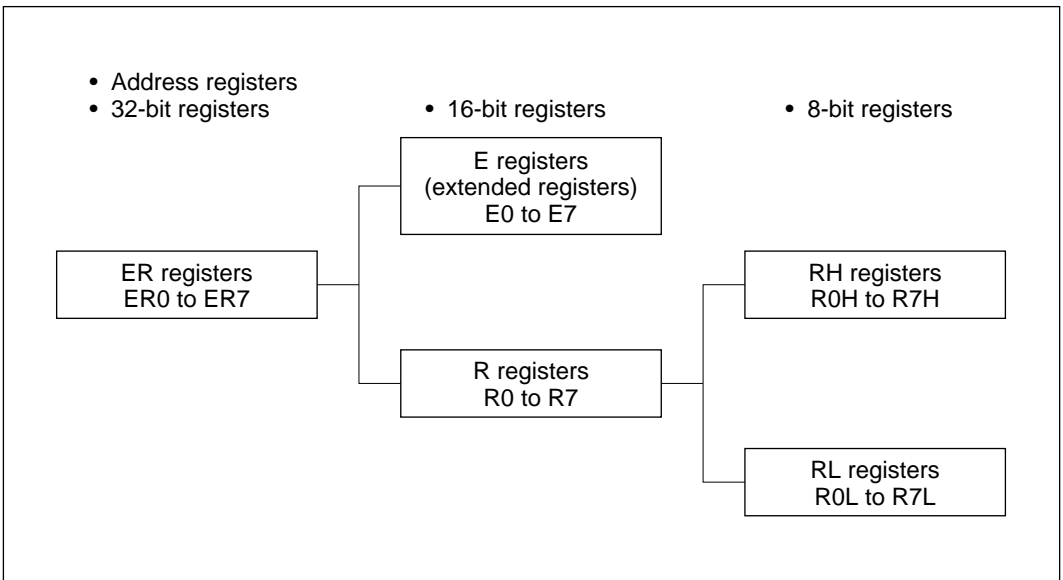 • Address registers
• 32-bit registers
• 16-bit registers
• 8-bit registers
E registers
(extended registers)
E0 to E7
ER registers
ER0 to ER7
RH registers
R0H to R7H
R registers
R0 to R7
RL registers
R0L to R7L